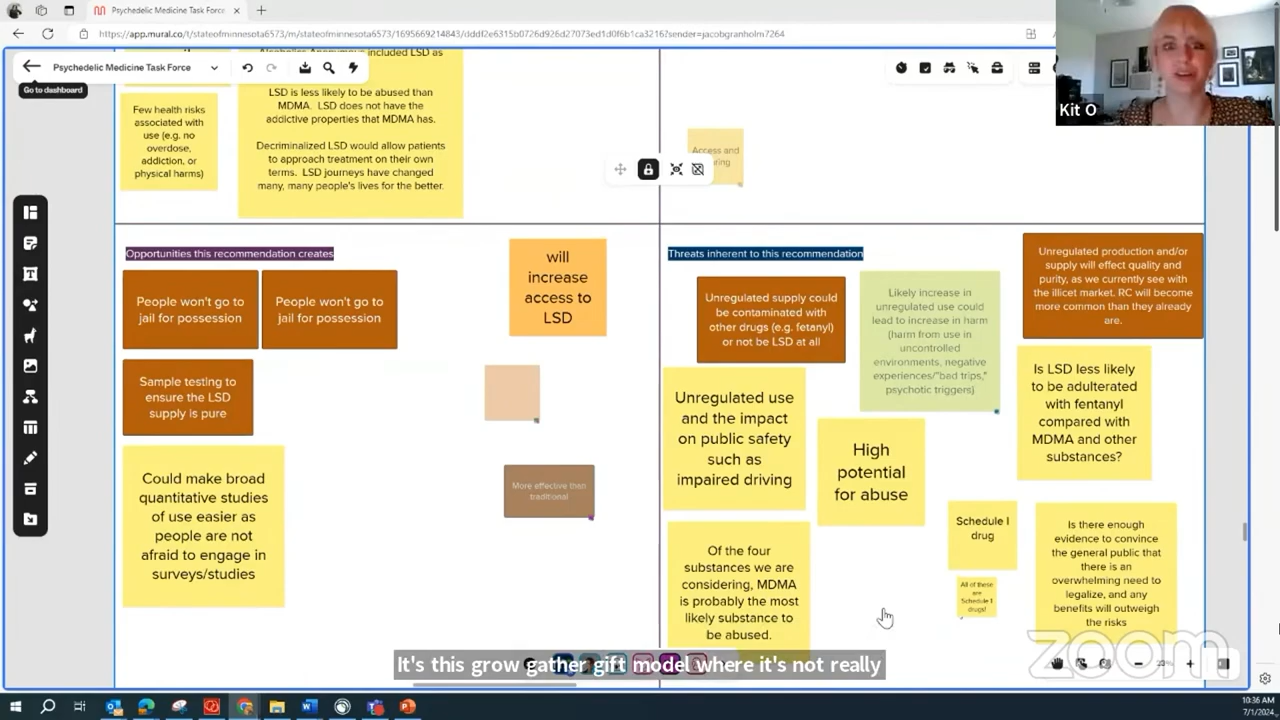 Psychedelic Medicine Task Force
https://app.mural.co/t/stateofminnesota6573/m/stateofminnesota6573/1695669214843/dddf2e6315b0726d926d27073ed1d0f6b1ca3216?sender=jacobgranholm7264
Psychedelic Medicine Task Force
Go to dashboard
Kit O
Alcoholics Anonymous included LSD as
LSD is less likely to be abused than
MDMA. LSD does not have the
addictive properties that MDMA has.
Decriminalized LSD would allow patients
to approach treatment on their own
terms. LSD journeys have changed
many, many people's lives for the better.
Few health risks
associated with
use (e.g. no
overdose,
addiction, or
physical harms)
Access and
Opportunities this recommendation creates
People won't go to
jail for possession
People won't go to
jail for possession
will
increase
access to
LSD
Sample testing to
ensure the LSD
supply is pure
More effective than
traditional
Could make broad
quantitative studies
of use easier as
people are not
afraid to engage in
surveys/studies
Threats inherent to this recommendation
Unregulated supply could
be contaminated with
other drugs (e.g. fetanyl)
or not be LSD at all
Likely increase in
unregulated use could
lead to increase in harm
(harm from use in
uncontrolled
environments, negative
experiences/"bad trips,"
psychotic triggers)
Unregulated production and/or
supply will effect quality and
purity, as we currently see with
the illicet market. RC will become
more common than they already
are.
Unregulated use
and the impact
on public safety
such as
impaired driving
High
potential
for abuse
Is LSD less likely
to be adulterated
with fentanyl
compared with
MDMA and other
substances?
Of the four
substances we are
considering, MDMA
is probably the most
likely substance to
be abused.
Schedule I
drug
All of these
are
Schedule I
drugs!
Is there enough
evidence to convince
the general public that
there is an
overwhelming need to
legalize, and any
benefits will outweigh
the risks
It's this grow gather gift model where it's not really
zoom
10:36 AM
7/1/2024